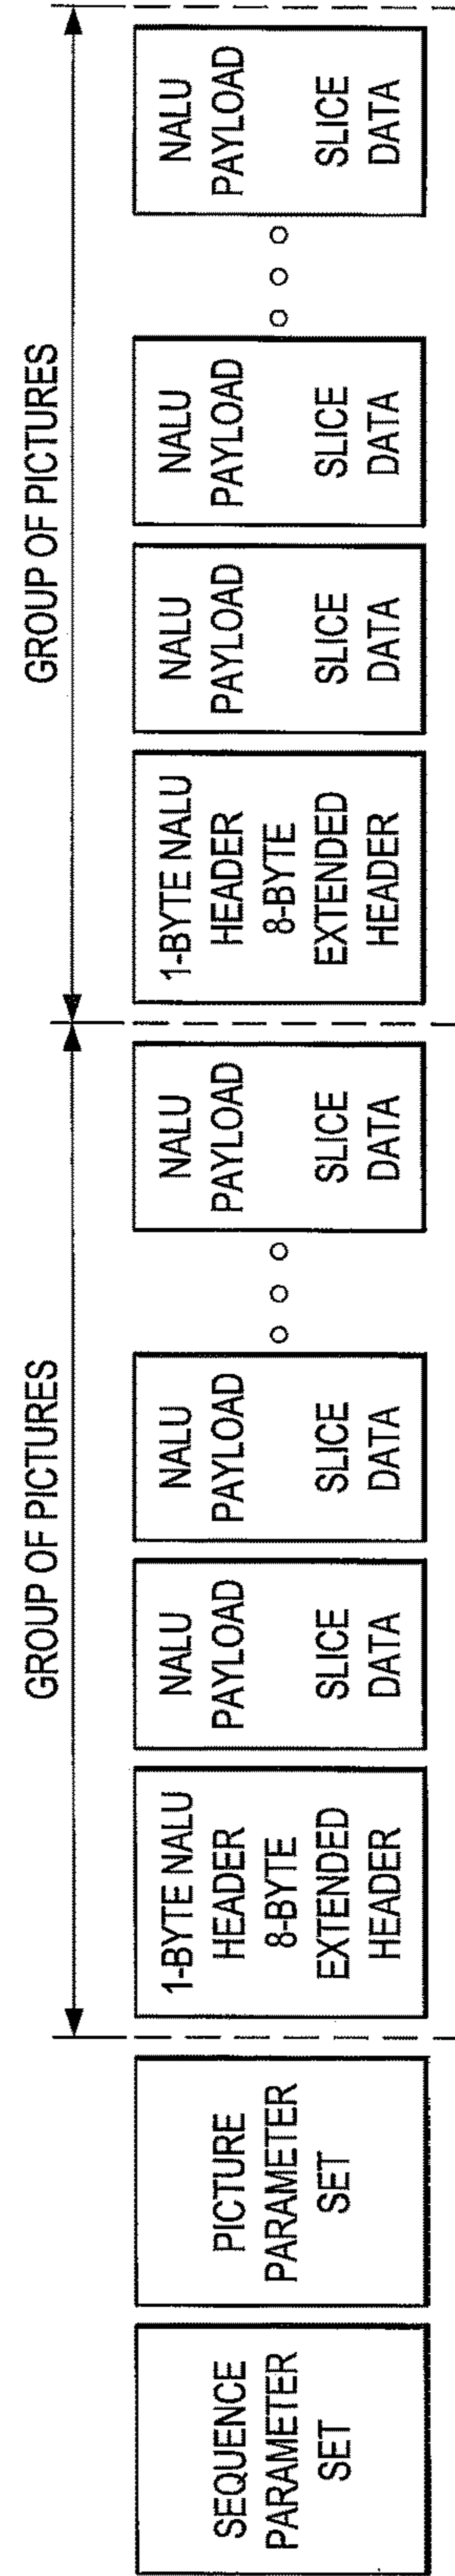 GROUP OF PICTURES
GROUP OF PICTURES
SEQUENCE
PARAMETER
SET
PICTURE
PARAMETER
SET
1-BYTE NALU
HEADER
8-BYTE
EXTENDED
HEADER
NALU
PAYLOAD
SLICE
DATA
NALU
PAYLOAD
SLICE
DATA
NALU
PAYLOAD
SLICE
DATA
1-BYTE NALU
HEADER
8-BYTE
EXTENDED
HEADER
NALU
PAYLOAD
SLICE
DATA
NALU
PAYLOAD
SLICE
DATA
NALU
PAYLOAD
SLICE
DATA